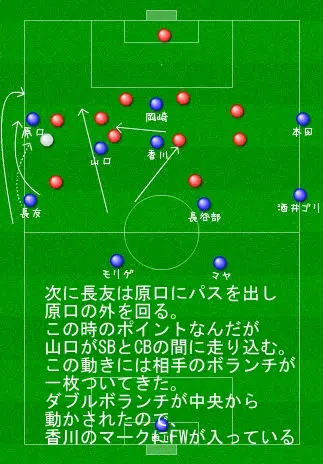 岡崎
原口
本田
山口
香川
長友
長谷部
酒井ゴリ
モリゲ
マヤ
次に長友は原口にパスを出し
原口の外を回る。
この時のポイントなんだが
山口がSBとCBの間に走り込む。
この動きには相手のボランチが
一枚ついてきた。
ダブルボランチが中央から
動かされたので、
香川のマークにFWが入っている